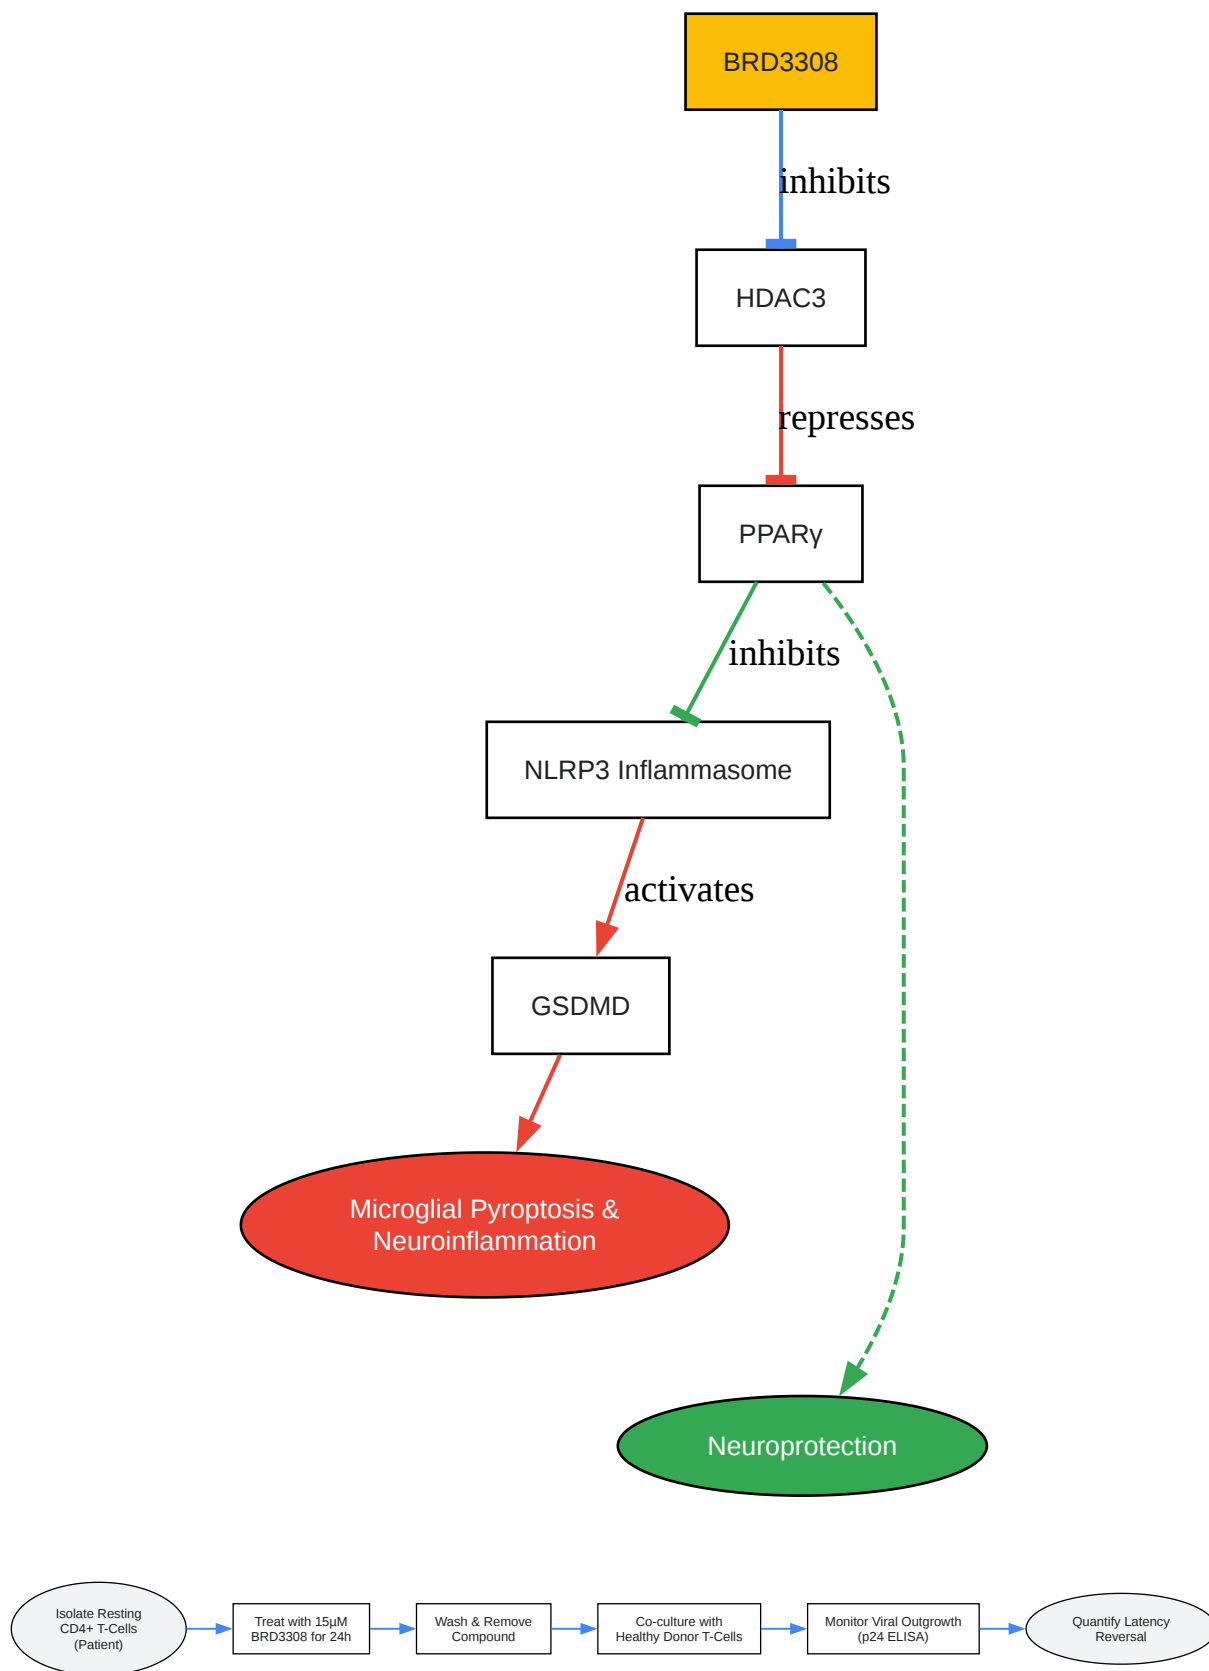 BRD3308
inhibits
HDAC3
represses
PPARγ
inhibits
NLRP3 Inflammasome
activates
GSDMD
Microglial Pyroptosis &
Neuroinflammation
Neuroprotection
Isolate Resting
CD4+ T-Cells
(Patient)
Treat with 15µM
BRD3308 for 24h
Wash & Remove
Compound
Co-culture with
Healthy Donor T-Cells
Monitor Viral Outgrowth
(p24 ELISA)
Quantify Latency
Reversal